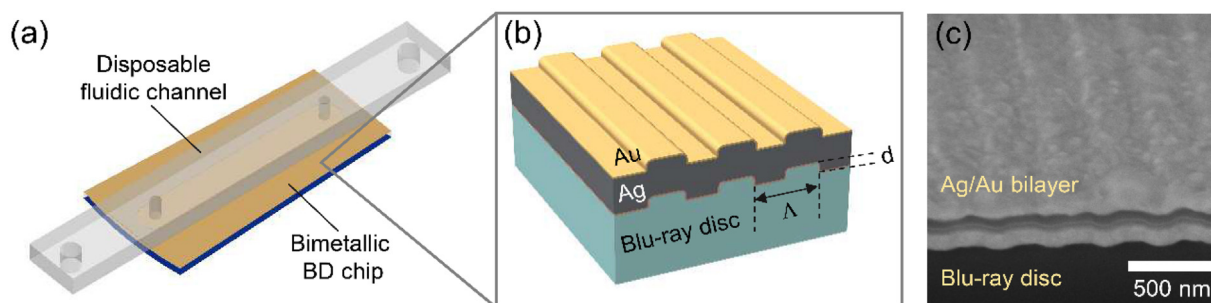 (a)
Disposable
fluidic channel
Bimetallic
BD chip
(b)
Au
Ag
Blu-ray disc
Λ
d
(c)
Ag/Au bilayer
Blu-ray disc
500 nm